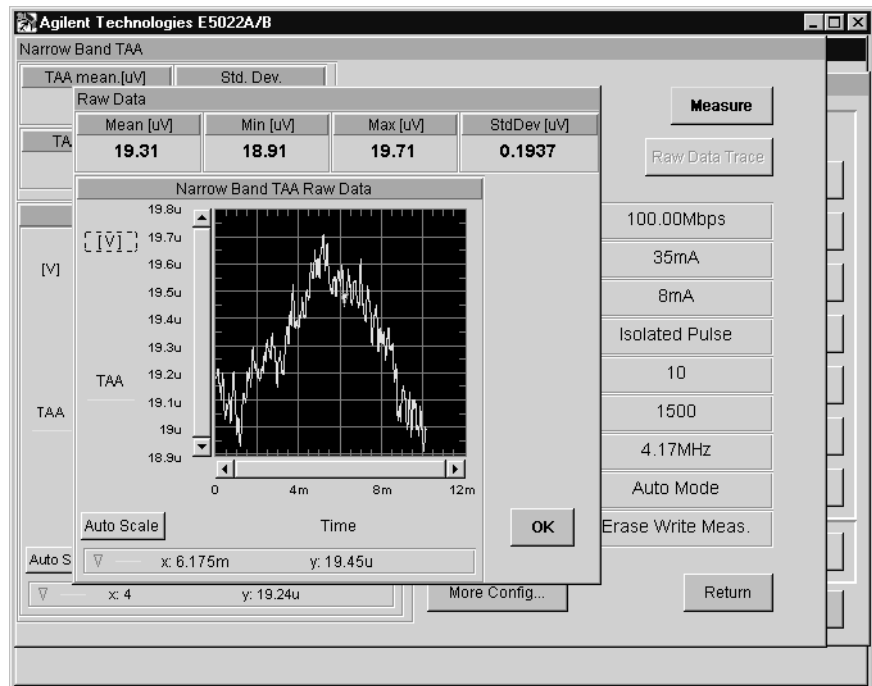 Agilent Technologies E5022A/B
Narrow Band TAA
TAA mean.[uV] Std. Dev.
Raw Data
Mean [uV] Min [uV] Max [uV] StdDev [uV]
19.31 18.91 19.71 0.1937
TA
Measure
Raw Data Trace
Narrow Band TAA Raw Data
19.8u
[V]
19.7u
19.6u
19.5u
19.4u
19.3u
19.2u
19.1u
19u
18.9u
TAA
0 4m 8m 12m
Time
Auto Scale
OK
x: 6.175m y: 19.45u
[V]
TAA
Auto S
x: 4 y: 19.24u
100.00Mbps
35mA
8mA
Isolated Pulse
10
1500
4.17MHz
Auto Mode
Erase Write Meas.
More Config...
Return